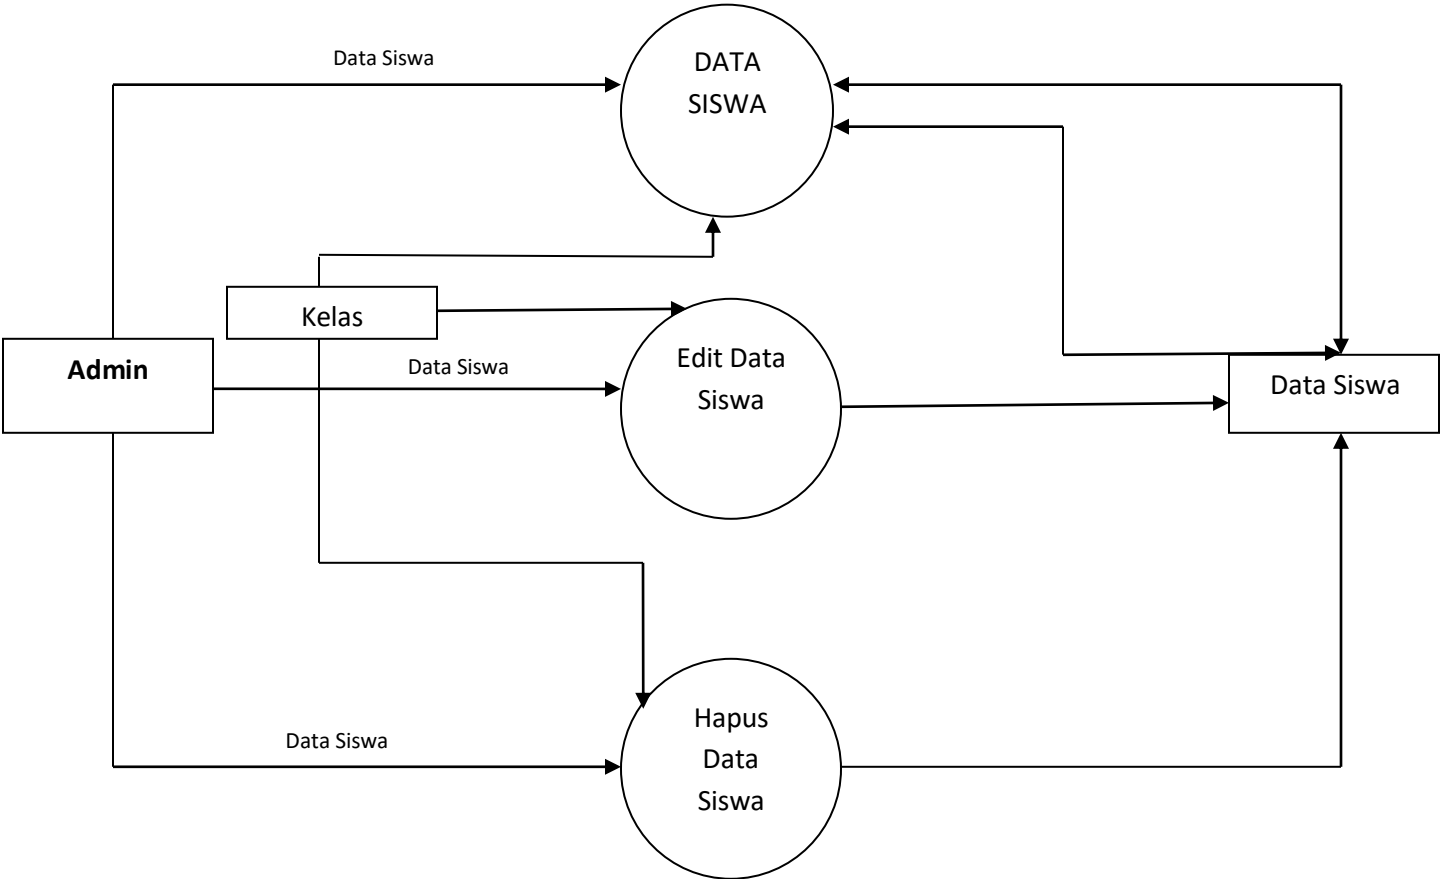 Data Siswa
DATA
SISWA
Kelas
Admin
Data Siswa
Edit Data
Siswa
Data Siswa
Data Siswa
Hapus
Data
Siswa